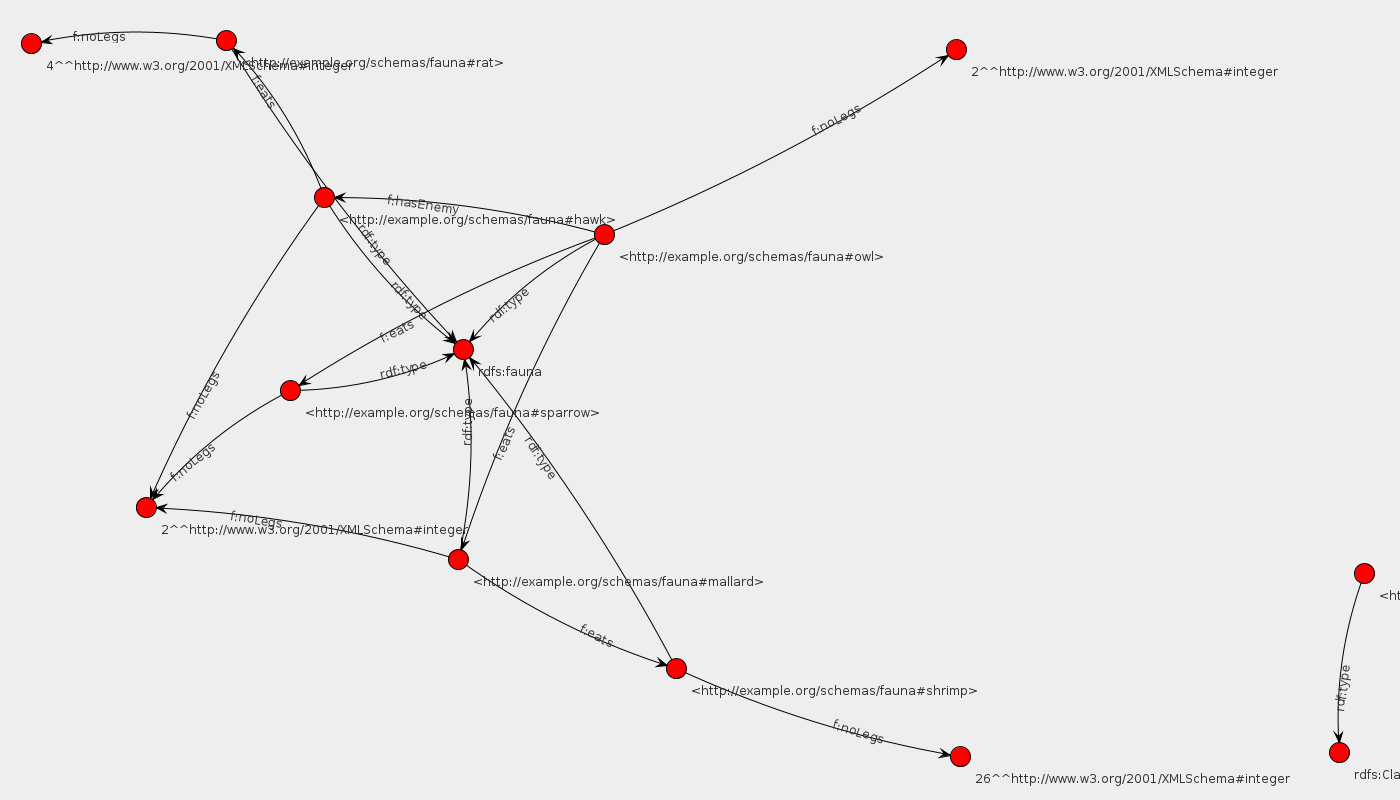 f:noLegs
4^^http://www.w3.org/2001/XMLSchema#integer
<http://example.org/schemas/fauna#rat>
2^^http://www.w3.org/2001/XMLSchema#integer
f:eats
f:noLegs
f:hasEnemy
<http://example.org/schemas/fauna#hawk>
rdf:type
<http://example.org/schemas/fauna#owl>
rdf:type
rdf:type
f:eats
rdf:type
rdfs:fauna
f:noLegs
<http://example.org/schemas/fauna#sparrow>
rdf:type
f:eats
rdf:type
f:noLegs
f:noLegs
2^^http://www.w3.org/2001/XMLSchema#integer
<http://example.org/schemas/fauna#mallard>
<ht
f:eats
<http://example.org/schemas/fauna#shrimp>
rdf:type
f:noLegs
26^^http://www.w3.org/2001/XMLSchema#integer
rdfs:Cla